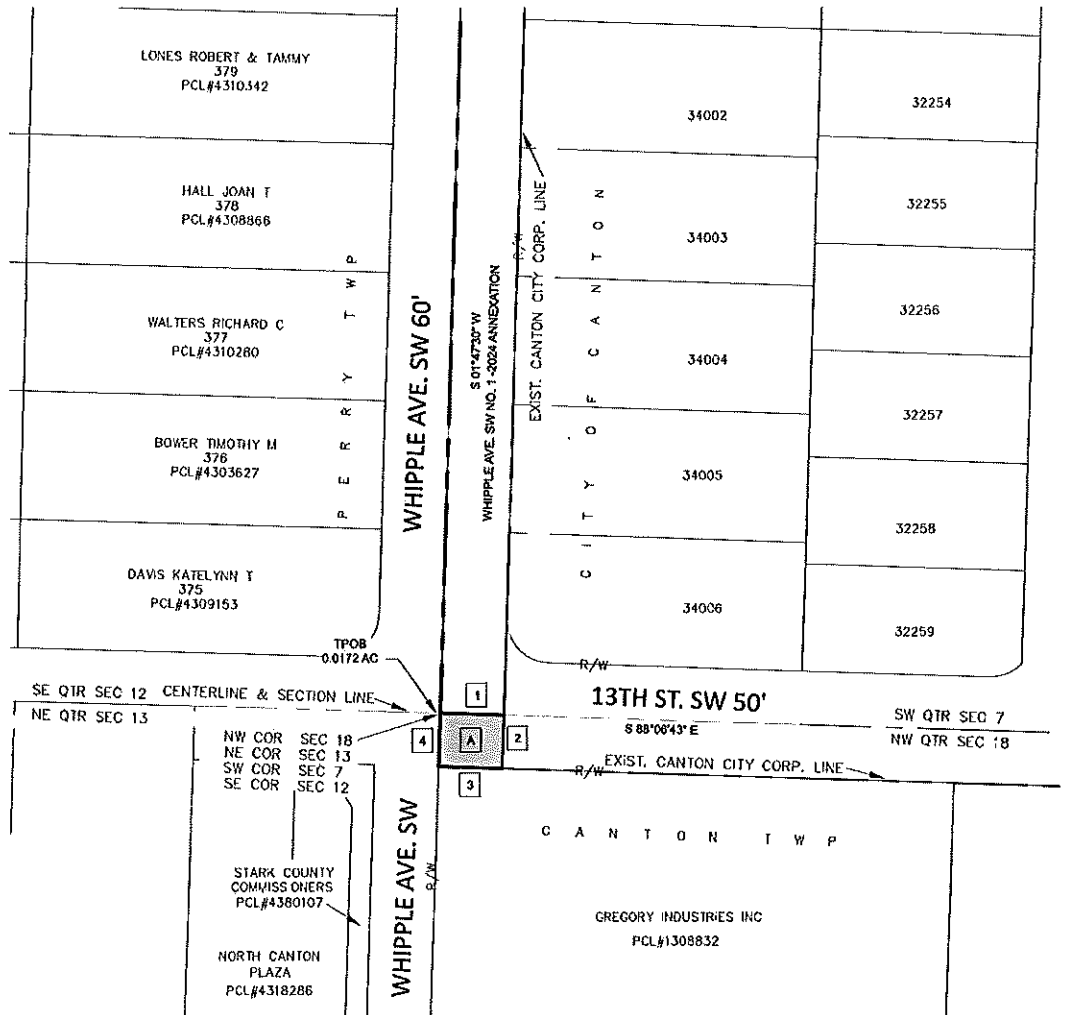 LONES ROBERT & TAMMY
379
PCL#4310342
HALL JOAN T
378
PCL#4308866
WALTERS RICHARD C
377
PCL#4310280
BOWER TIMOTHY M
376
PCL#4303627
DAVIS KATELYNN T
375
PCL#4309153
PERRY TWP
WHIPPLE AVE. SW 60'
S 01°47'30" W
WHIPPLE AVE. SW NO. 1-2024 ANNEXATION
R/W
EXIST. CANTON CITY CORP. LINE
CITY OF CANTON
34002
34003
34004
34005
34006
32254
32255
32256
32257
32258
32259
TPOB
0.0172 AC
R/W
SE QTR SEC 12
CENTERLINE & SECTION LINE
NE QTR SEC 13
1
13TH ST. SW 50'
S 88°06'43" E
SW QTR SEC 7
NW QTR SEC 18
NW COR SEC 18
NE COR SEC 13
SW COR SEC 7
SE COR SEC 12
4
A
2
3
R/W
EXIST. CANTON CITY CORP. LINE
WHIPPLE AVE. SW
R/W
CANTON TWP
STARK COUNTY
COMMISS ONERS
PCL#4380107
NORTH CANTON
PLAZA
PCL#4318286
GREGORY INDUSTRIES INC
PCL#1308832